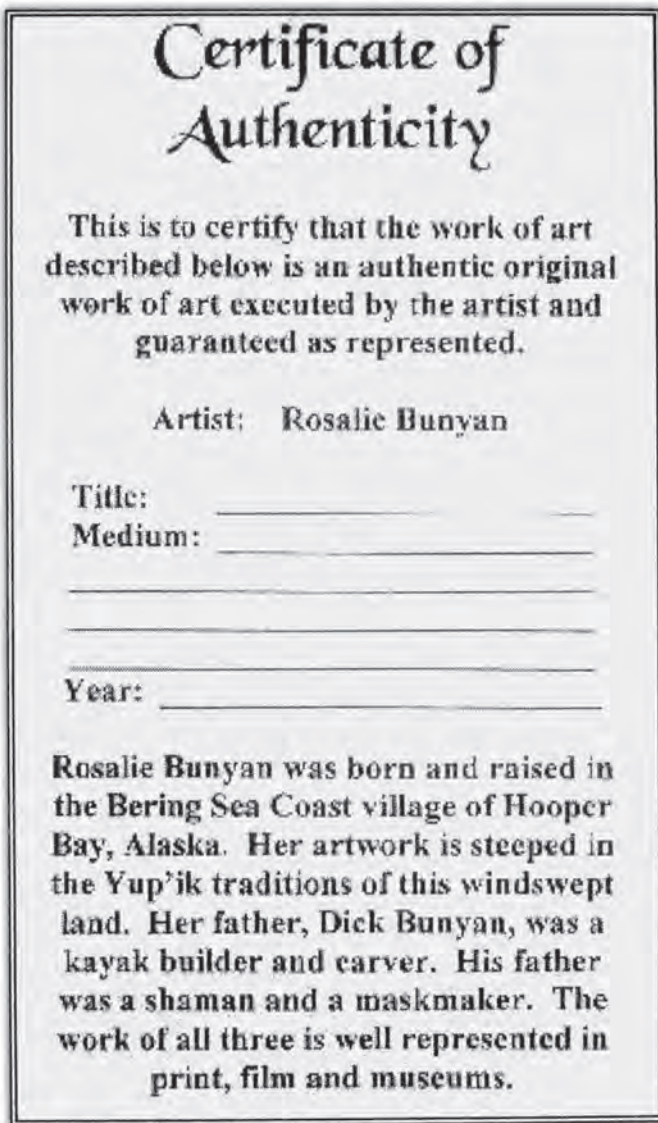 Certificate of
Authenticity
This is to certify that the work of art
described below is an authentic original
work of art executed by the artist and
guaranteed as represented.
Artist: Rosalie Bunyan
Title:
Medium:
Year:
Rosalie Bunyan was born and raised in
the Bering Sea Coast village of Hooper
Bay, Alaska. Her artwork is steeped in
the Yup'ik traditions of this windswept
land. Her father, Dick Bunyan, was a
kayak builder and carver. His father
was a shaman and a maskmaker. The
work of all three is well represented in
print, film and museums.